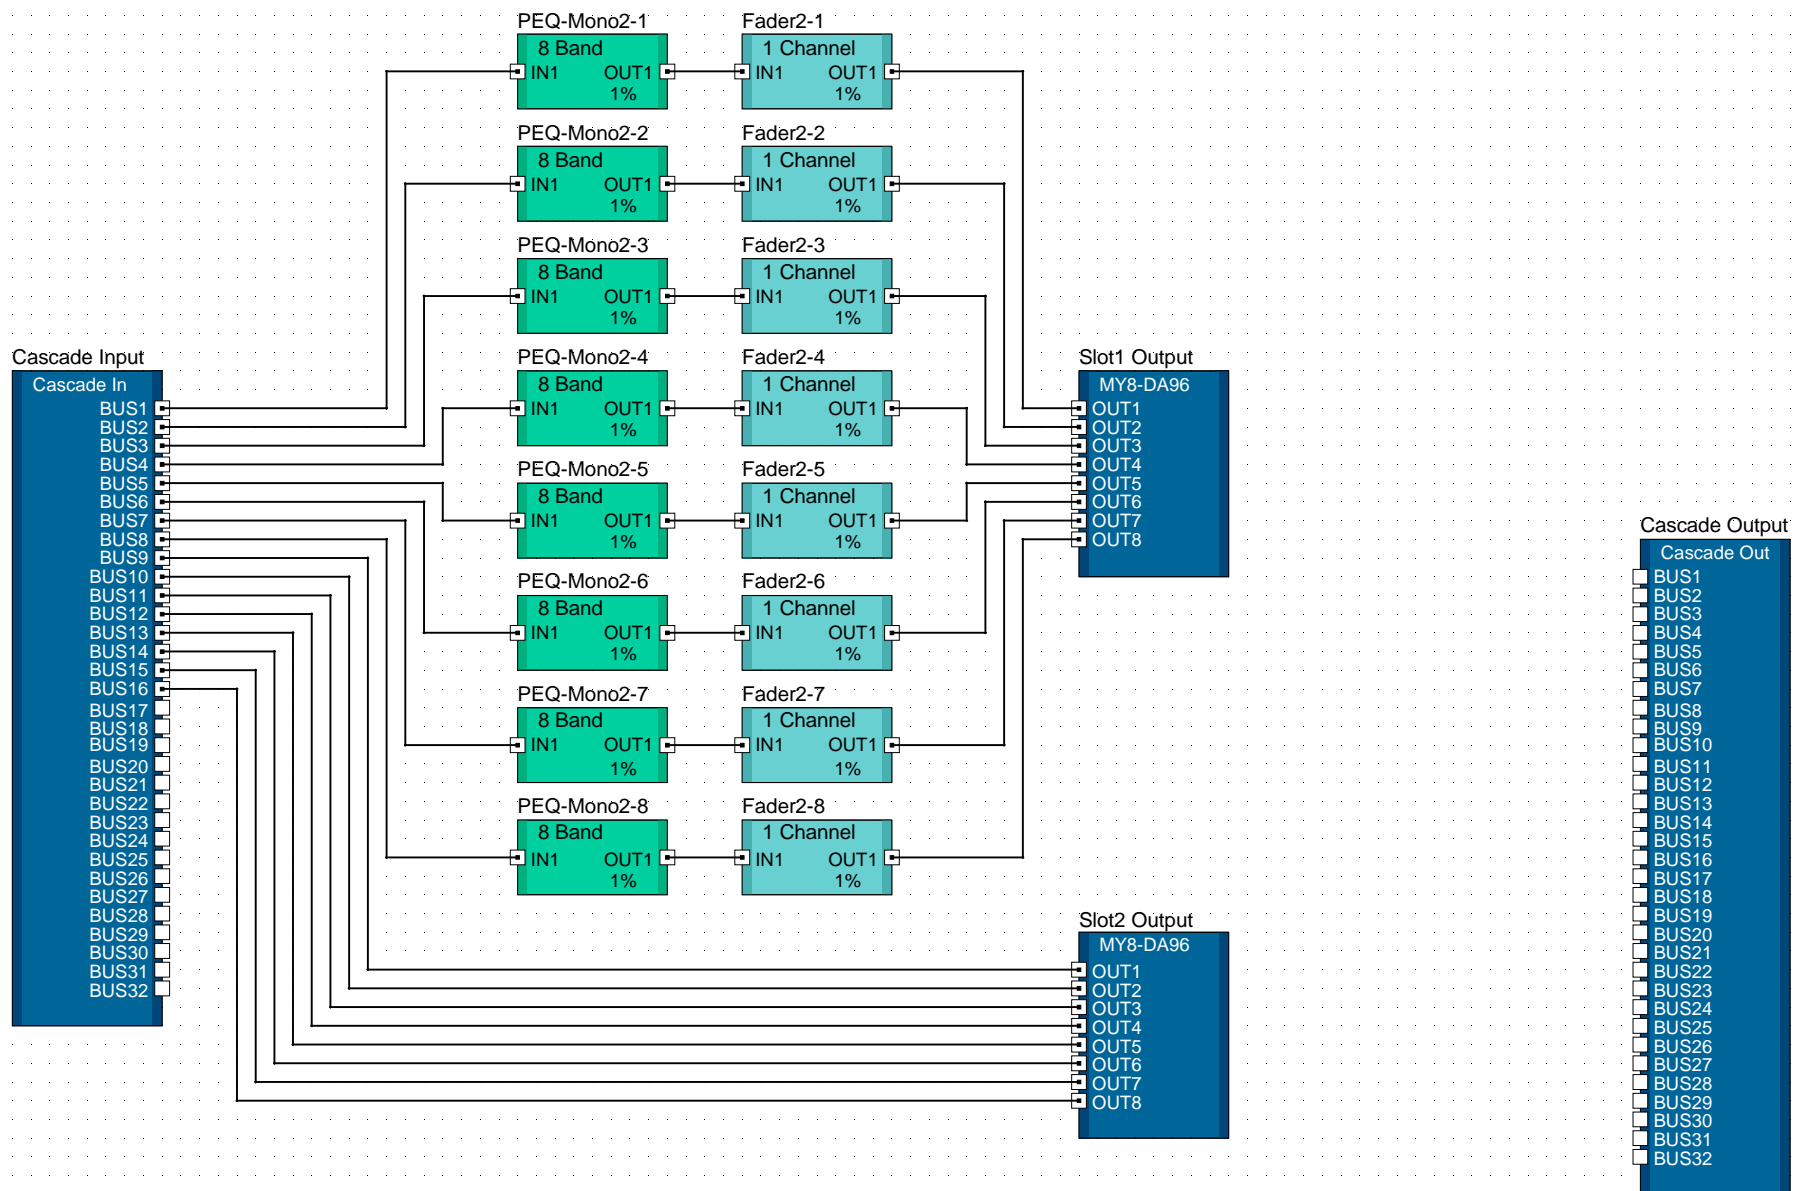 PEQ-Mono2-1
8 Band
IN1 OUT1
1%
Fader2-1
1 Channel
IN1 OUT1
1%
PEQ-Mono2-2
8 Band
IN1 OUT1
1%
Fader2-2
1 Channel
IN1 OUT1
1%
PEQ-Mono2-3
8 Band
IN1 OUT1
1%
Fader2-3
1 Channel
IN1 OUT1
1%
PEQ-Mono2-4
8 Band
IN1 OUT1
1%
Fader2-4
1 Channel
IN1 OUT1
1%
PEQ-Mono2-5
8 Band
IN1 OUT1
1%
Fader2-5
1 Channel
IN1 OUT1
1%
PEQ-Mono2-6
8 Band
IN1 OUT1
1%
Fader2-6
1 Channel
IN1 OUT1
1%
PEQ-Mono2-7
8 Band
IN1 OUT1
1%
Fader2-7
1 Channel
IN1 OUT1
1%
PEQ-Mono2-8
8 Band
IN1 OUT1
1%
Fader2-8
1 Channel
IN1 OUT1
1%
Cascade Input
Cascade In
BUS1
BUS2
BUS3
BUS4
BUS5
BUS6
BUS7
BUS8
BUS9
BUS10
BUS11
BUS12
BUS13
BUS14
BUS15
BUS16
BUS17
BUS18
BUS19
BUS20
BUS21
BUS22
BUS23
BUS24
BUS25
BUS26
BUS27
BUS28
BUS29
BUS30
BUS31
BUS32
Slot1 Output
MY8-DA96
OUT1
OUT2
OUT3
OUT4
OUT5
OUT6
OUT7
OUT8
Slot2 Output
MY8-DA96
OUT1
OUT2
OUT3
OUT4
OUT5
OUT6
OUT7
OUT8
Cascade Output
Cascade Out
BUS1
BUS2
BUS3
BUS4
BUS5
BUS6
BUS7
BUS8
BUS9
BUS10
BUS11
BUS12
BUS13
BUS14
BUS15
BUS16
BUS17
BUS18
BUS19
BUS20
BUS21
BUS22
BUS23
BUS24
BUS25
BUS26
BUS27
BUS28
BUS29
BUS30
BUS31
BUS32